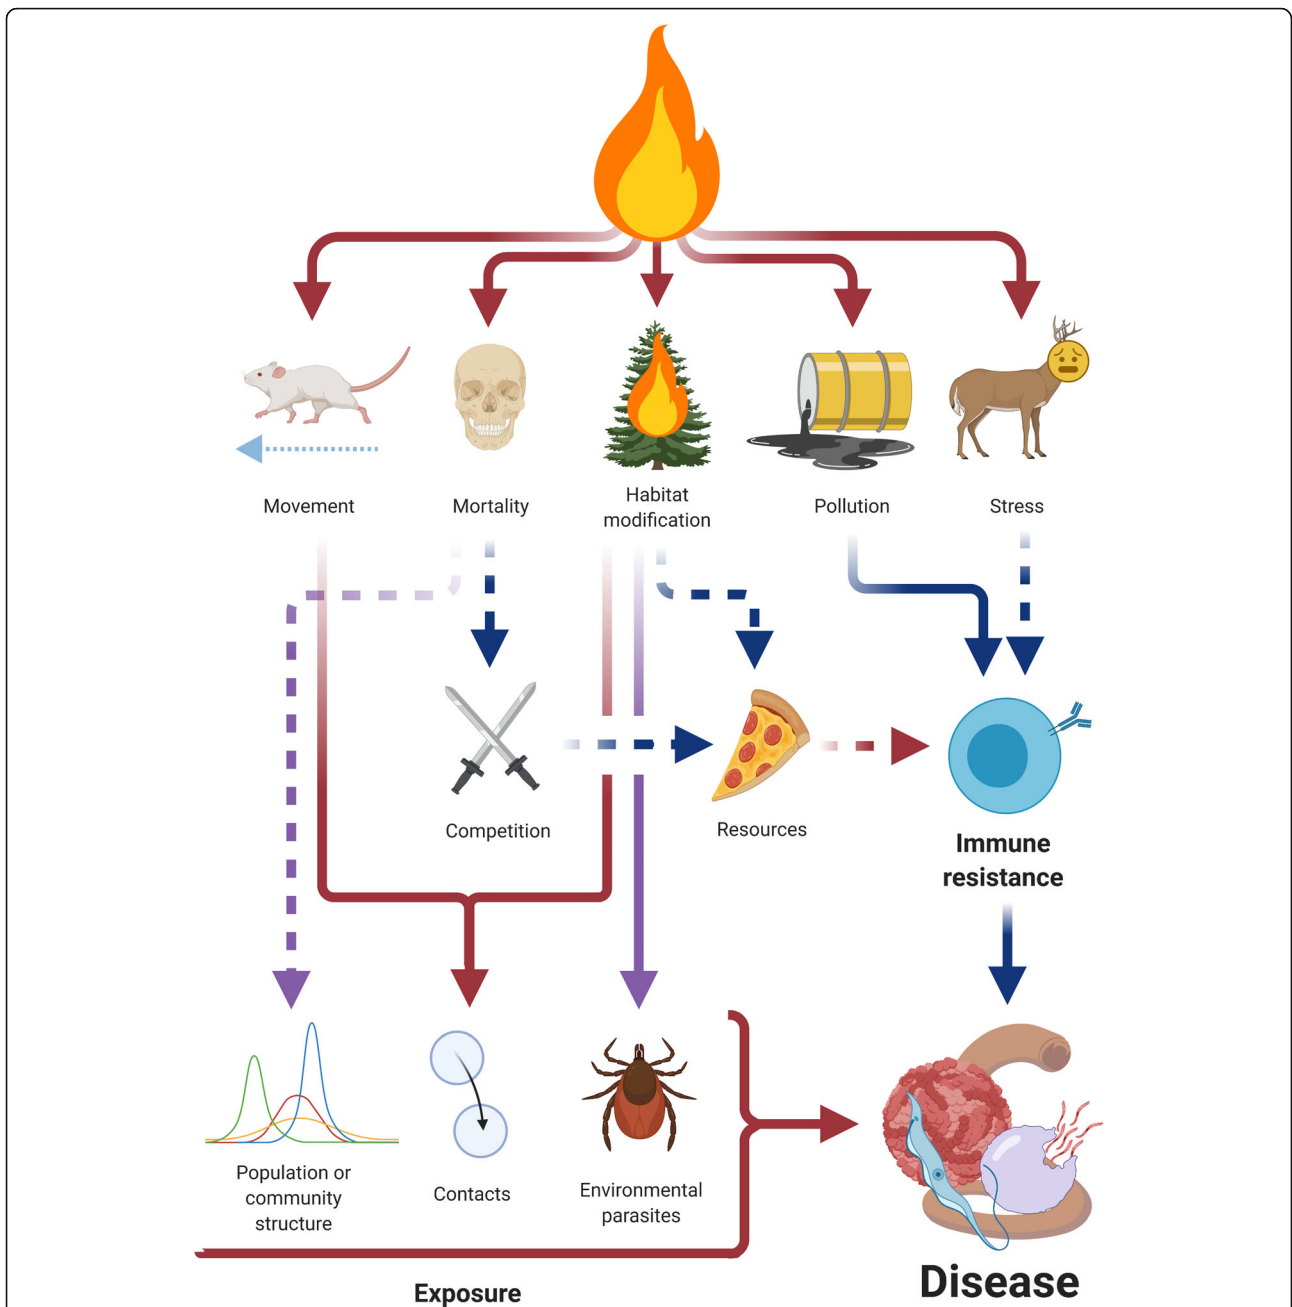 Movement
Mortality
Habitat
modification
Pollution
Stress
Competition
Resources
Immune
resistance
Population or
community
structure
Contacts
Environmental
parasites
Exposure
Disease